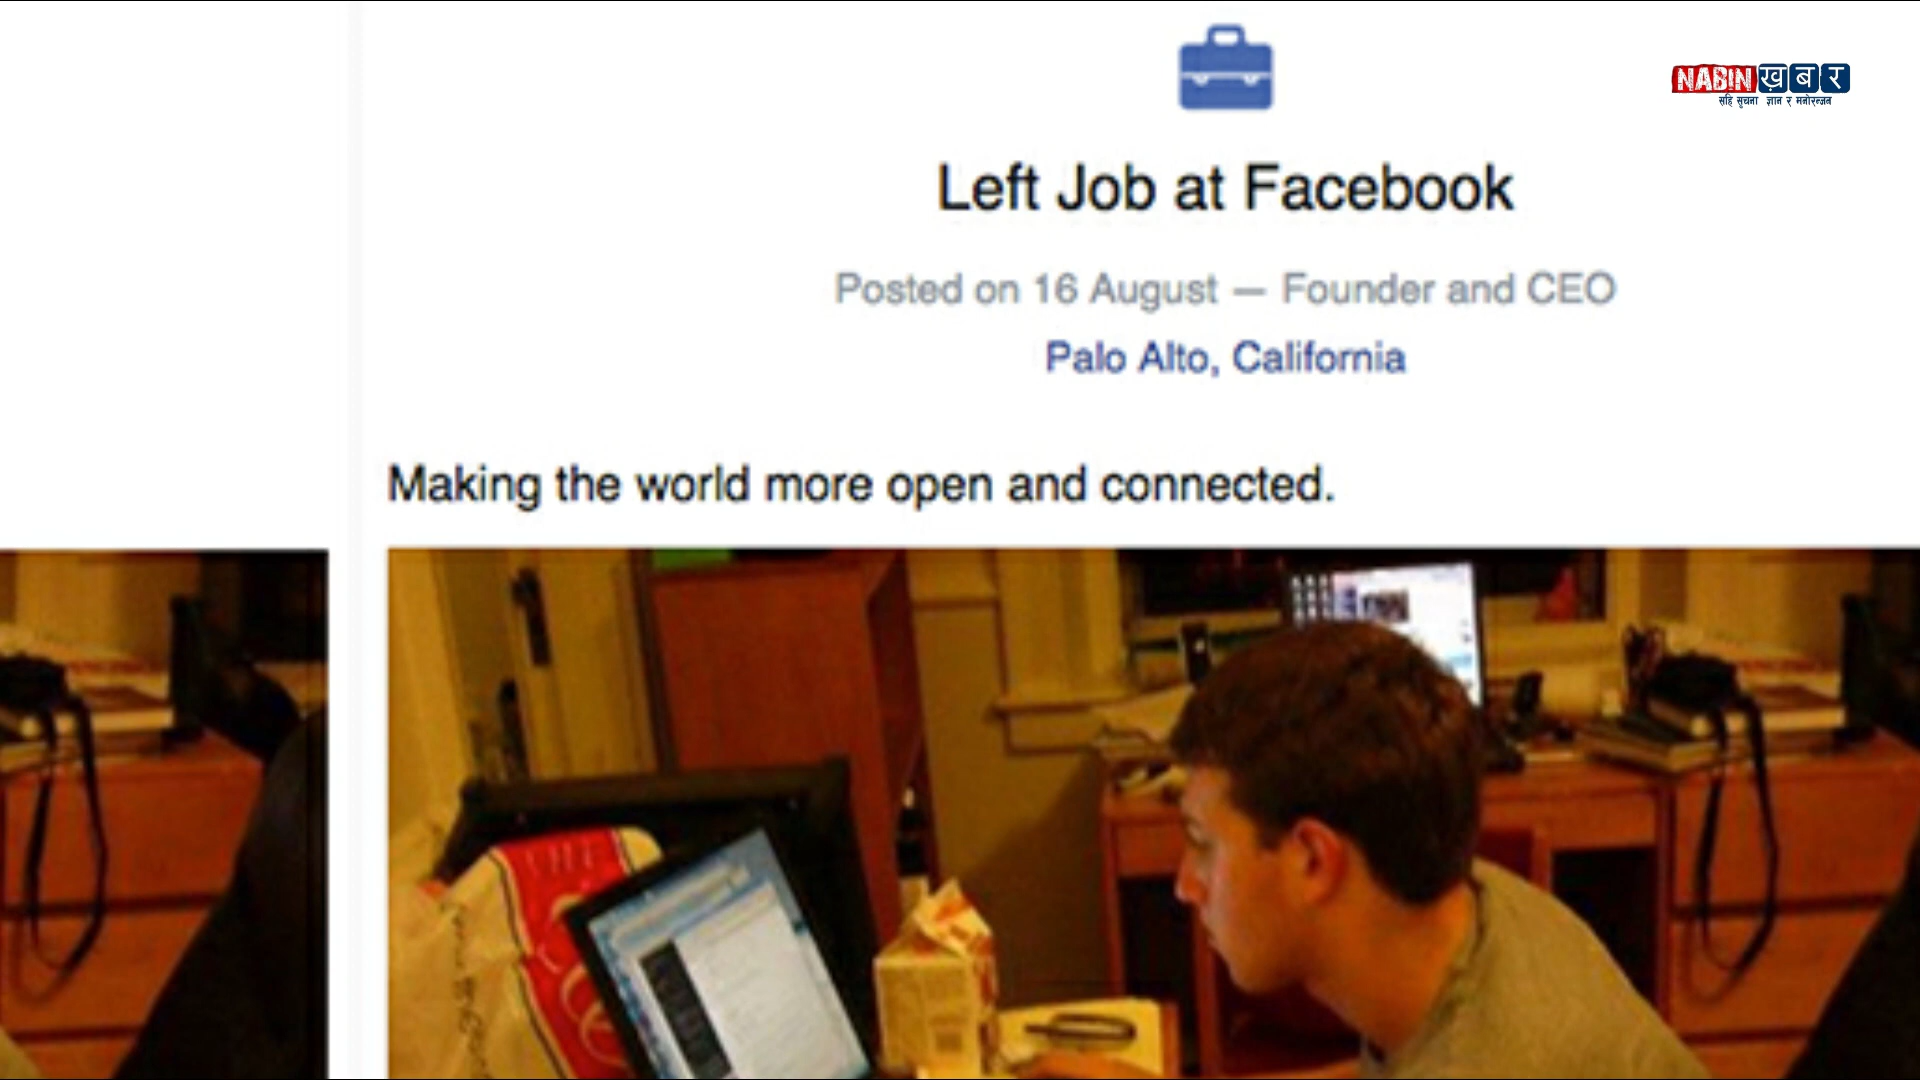 NABIN ख़बर
सहि सुचना ज्ञान र मनोरन्जन
Left Job at Facebook
Posted on 16 August — Founder and CEO
Palo Alto, California
Making the world more open and connected.